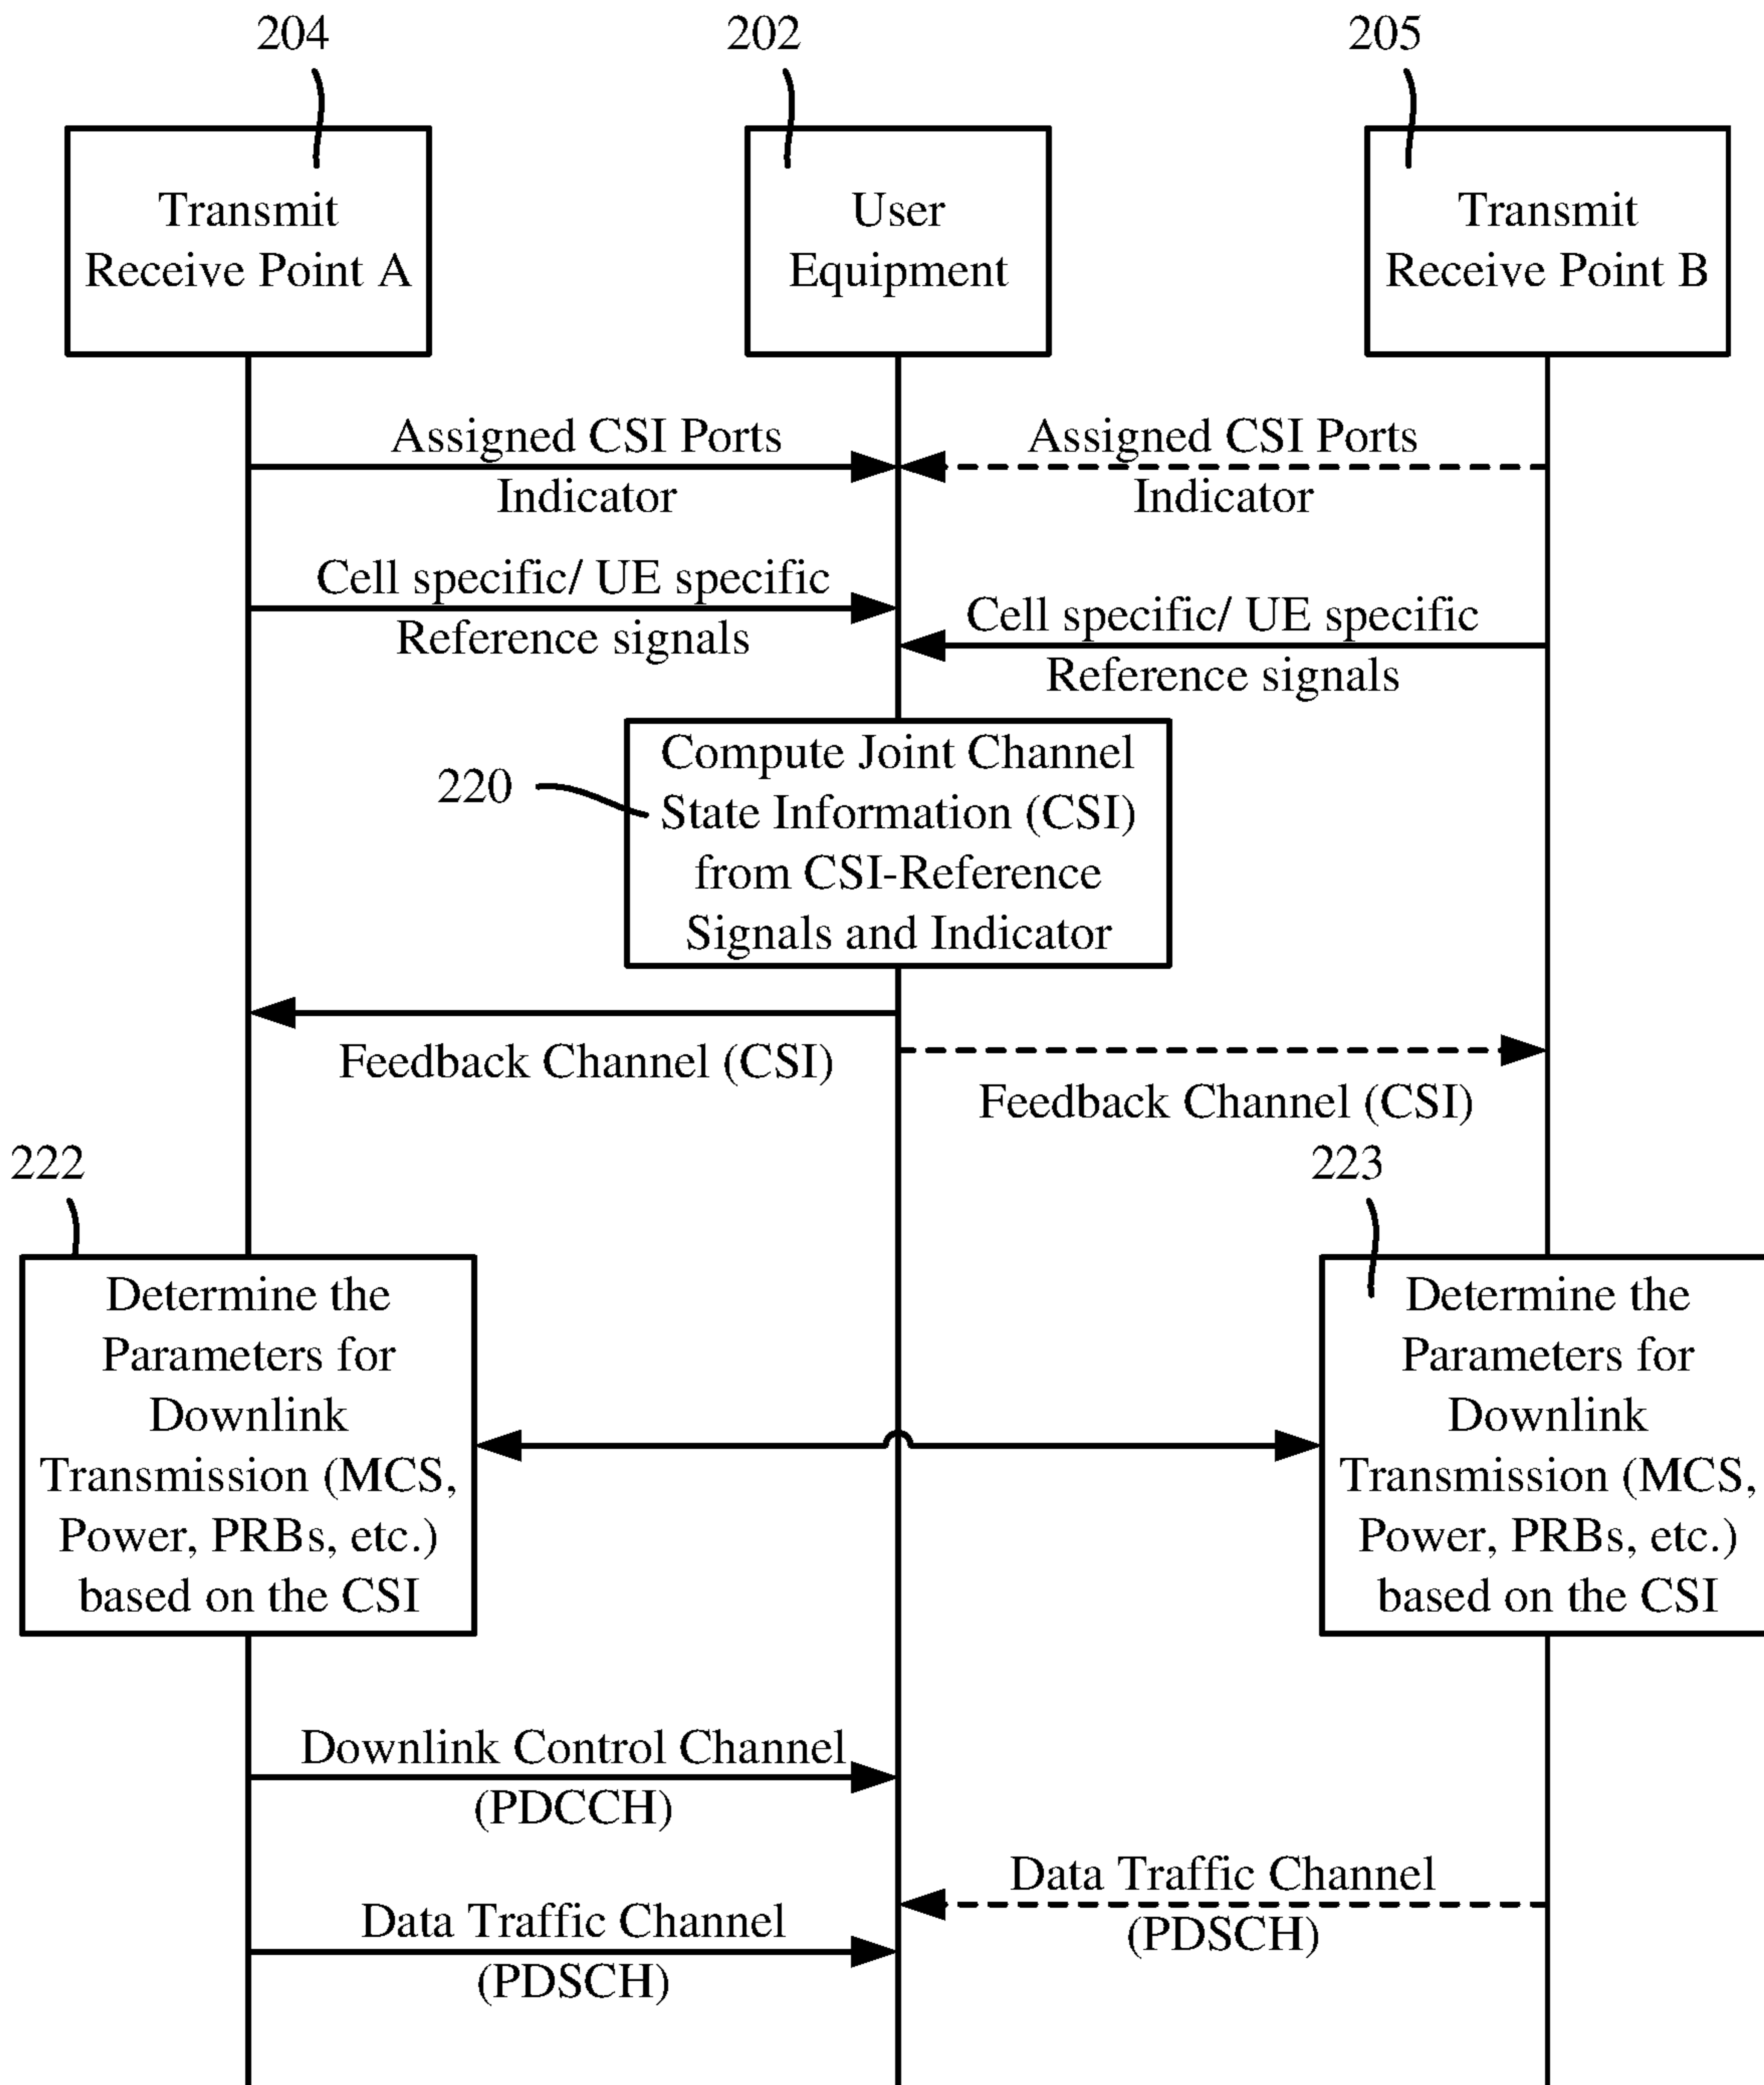 204
202
205
Transmit
Receive Point A
User
Equipment
Transmit
Receive Point B
Assigned CSI Ports
Indicator
Assigned CSI Ports
Indicator
Cell specific/ UE specific
Reference signals
Cell specific/ UE specific
Reference signals
220
Compute Joint Channel
State Information (CSI)
from CSI-Reference
Signals and Indicator
Feedback Channel (CSI)
Feedback Channel (CSI)
222
223
Determine the
Parameters for
Downlink
Transmission (MCS,
Power, PRBs, etc.)
based on the CSI
Determine the
Parameters for
Downlink
Transmission (MCS,
Power, PRBs, etc.)
based on the CSI
Downlink Control Channel
(PDCCH)
Data Traffic Channel
(PDSCH)
Data Traffic Channel
(PDSCH)